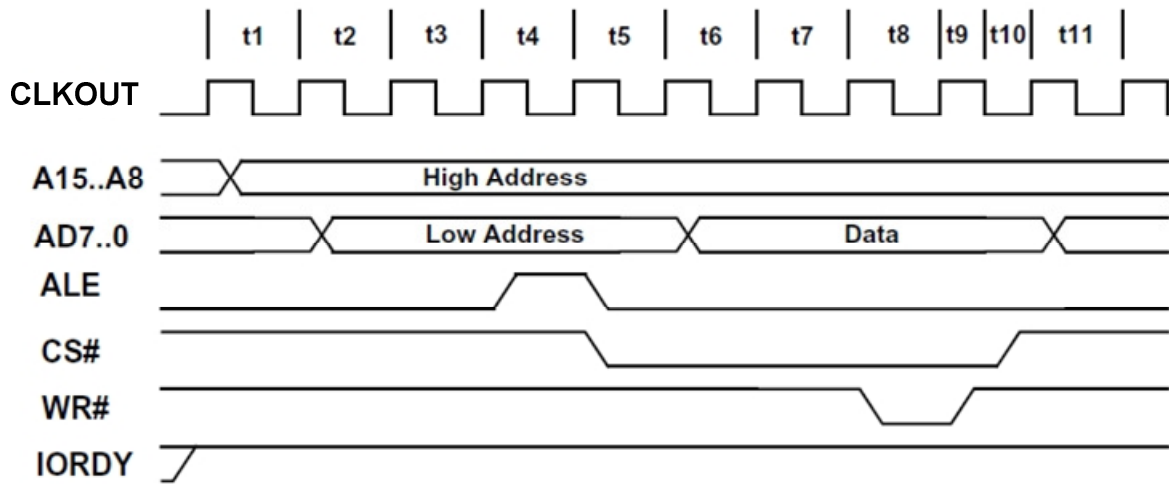 t1 t2 t3 t4 t5 t6 t7 t8 t9 t10 t11
CLKOUT
A15..A8 High Address
AD7..0 Low Address Data
ALE
CS#
WR#
IORDY